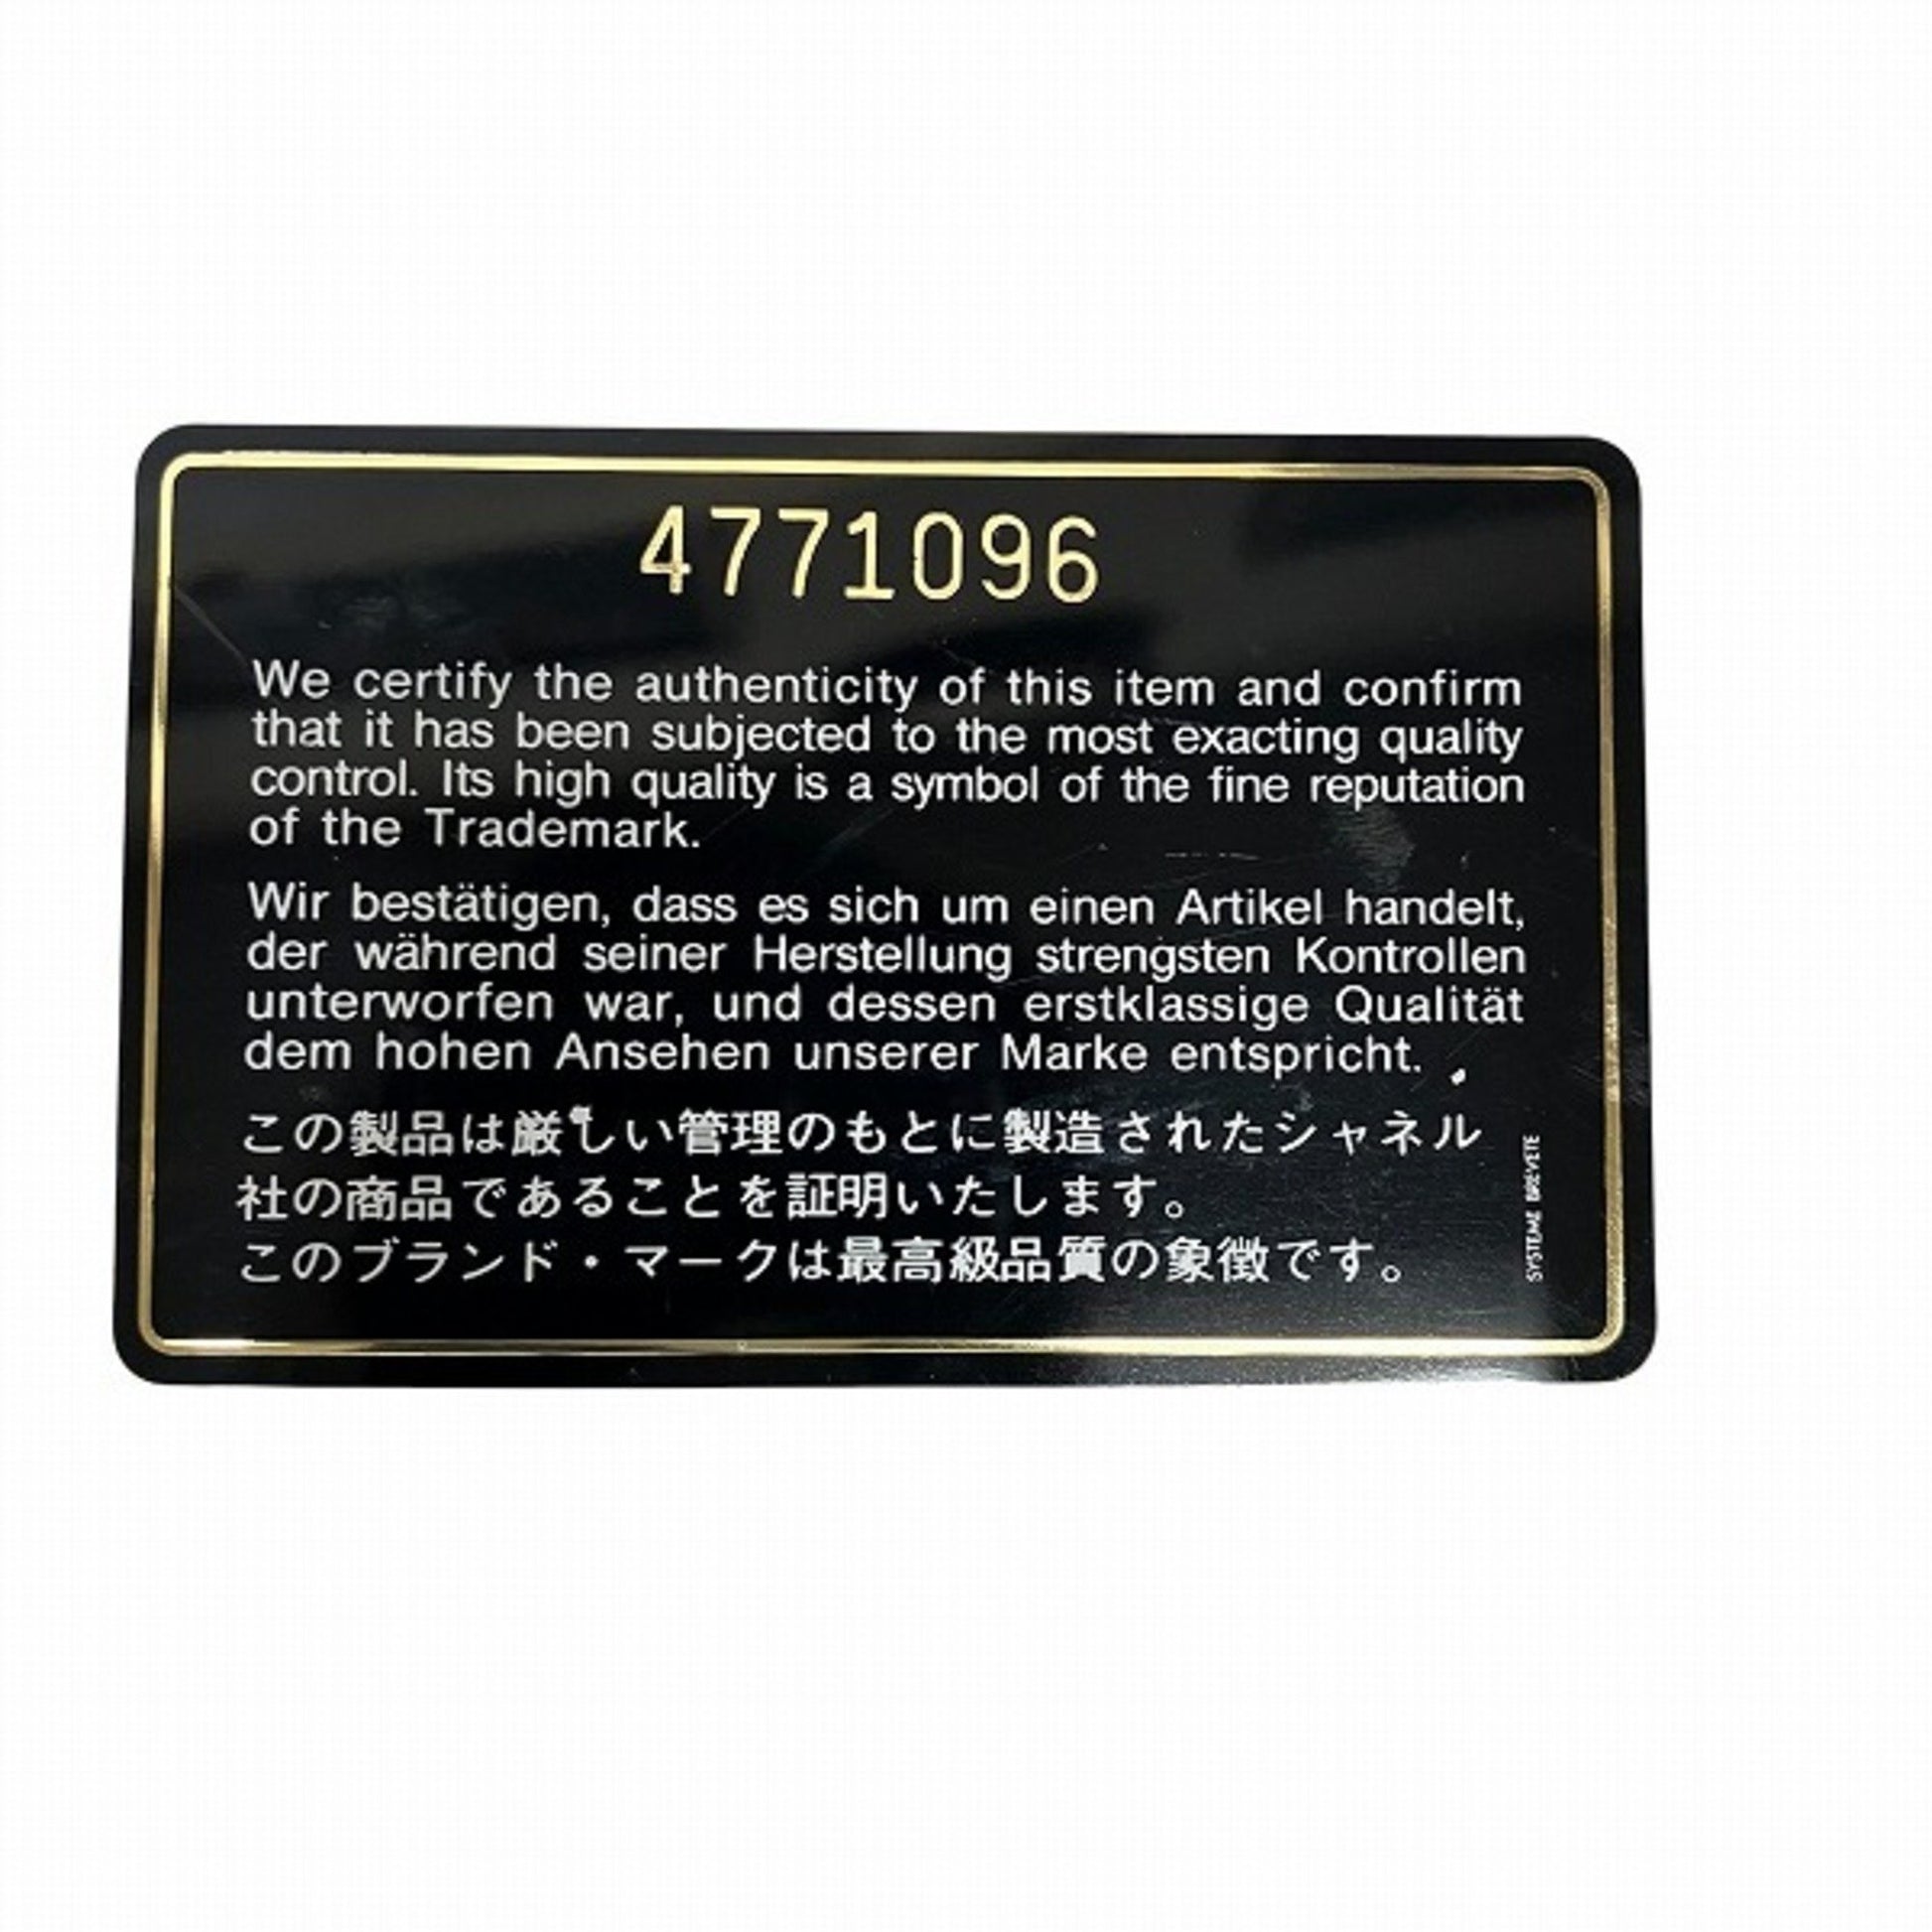 4771096
We certify the authenticity of this item and confirm
that it has been subjected to the most exacting quality
control. Its high quality is a symbol of the fine reputation
of the Trademark.
Wir bestätigen, dass es sich um einen Artikel handelt,
der während seiner Herstellung strengsten Kontrollen
unterworfen war, und dessen erstklassige Qualität
dem hohen Ansehen unserer Marke entspricht.
この製品は厳しい管理のもとに製造されたシャネル
社の商品であることを証明いたします。
このブランド・マークは最高級品質の象徴です。
SYSTEME BREVETE